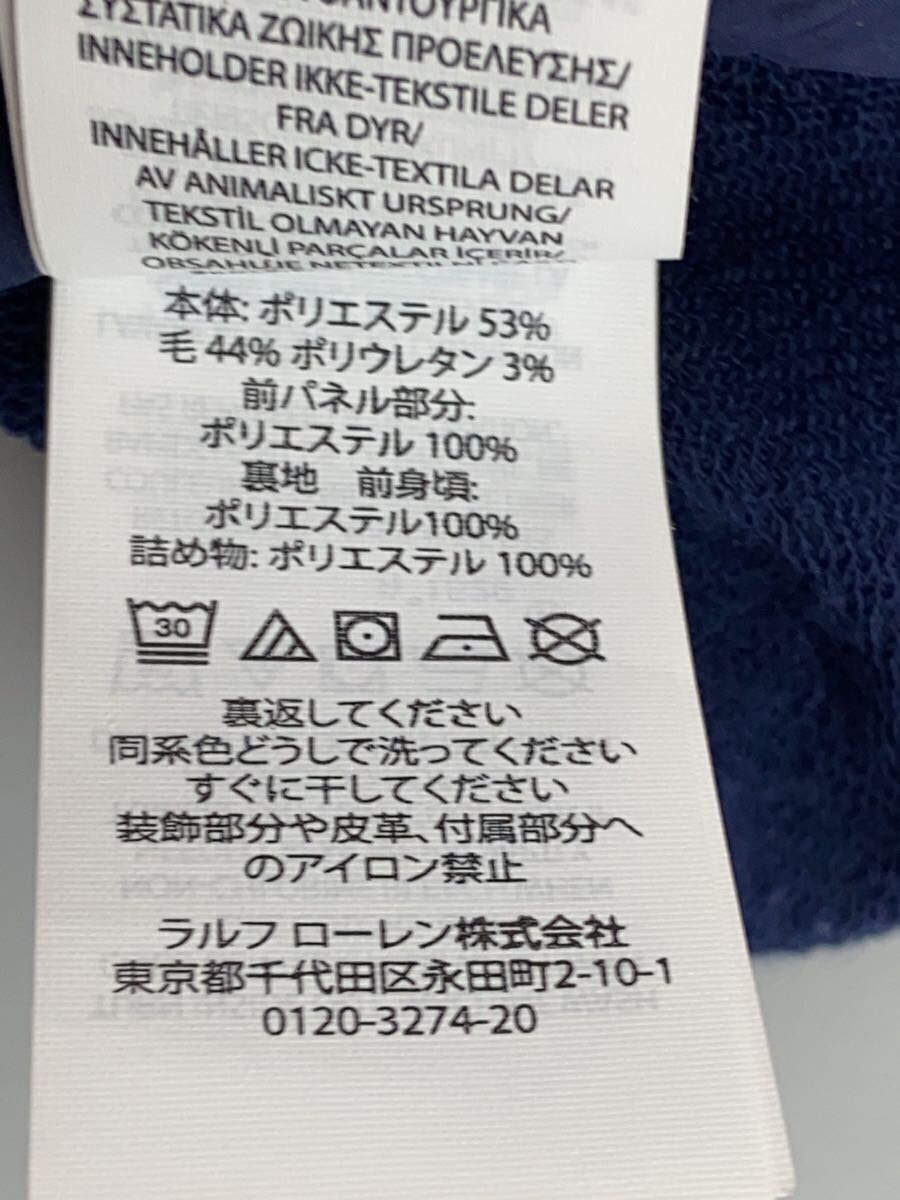 ΣΥΣΤΑΤΙΚΑ ΖΩΙΚΗΣ ΠΡΟΕΛΕΥΣΗΣ/
INNEHOLDER IKKE-TEKSTILE DELER
FRA DYR/
INNEHÅLLER ICKE-TEXTILA DELAR
AV ANIMALISKT URSPRUNG/
TEKSTİL OLMAYAN HAYVAN
KÖKENLİ PARÇALAR İÇERİR/
OBSAHUJE
本体: ポリエステル 53%
毛 44% ポリウレタン 3%
前パネル部分:
ポリエステル 100%
裏地　前身頃:
ポリエステル100%
詰め物: ポリエステル 100%
30
裏返してください
同系色どうしで洗ってください
すぐに干してください
装飾部分や皮革、付属部分へ
のアイロン禁止
ラルフ ローレン株式会社
東京都千代田区永田町2-10-1
0120-3274-20